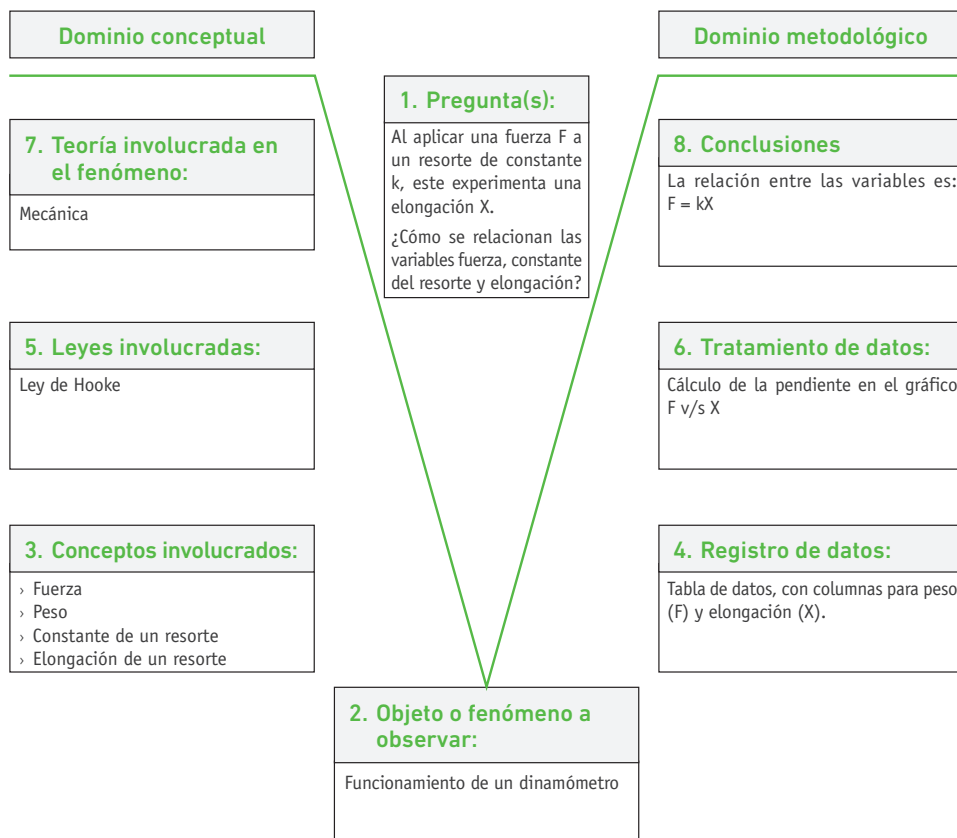 Dominio conceptual
Dominio metodológico
1. Pregunta(s):
Al aplicar una fuerza F a
un resorte de constante
k, este experimenta una
elongación X.
¿Cómo se relacionan las
variables fuerza, constante
del resorte y elongación?
7. Teoría involucrada en
el fenómeno:
Mecánica
8. Conclusiones
La relación entre las variables es:
F = kX
5. Leyes involucradas:
Ley de Hooke
6. Tratamiento de datos:
Cálculo de la pendiente en el gráfico
F v/s X
3. Conceptos involucrados:
› Fuerza
› Peso
› Constante de un resorte
› Elongación de un resorte
4. Registro de datos:
Tabla de datos, con columnas para peso
(F) y elongación (X).
2. Objeto o fenómeno a
observar:
Funcionamiento de un dinamómetro